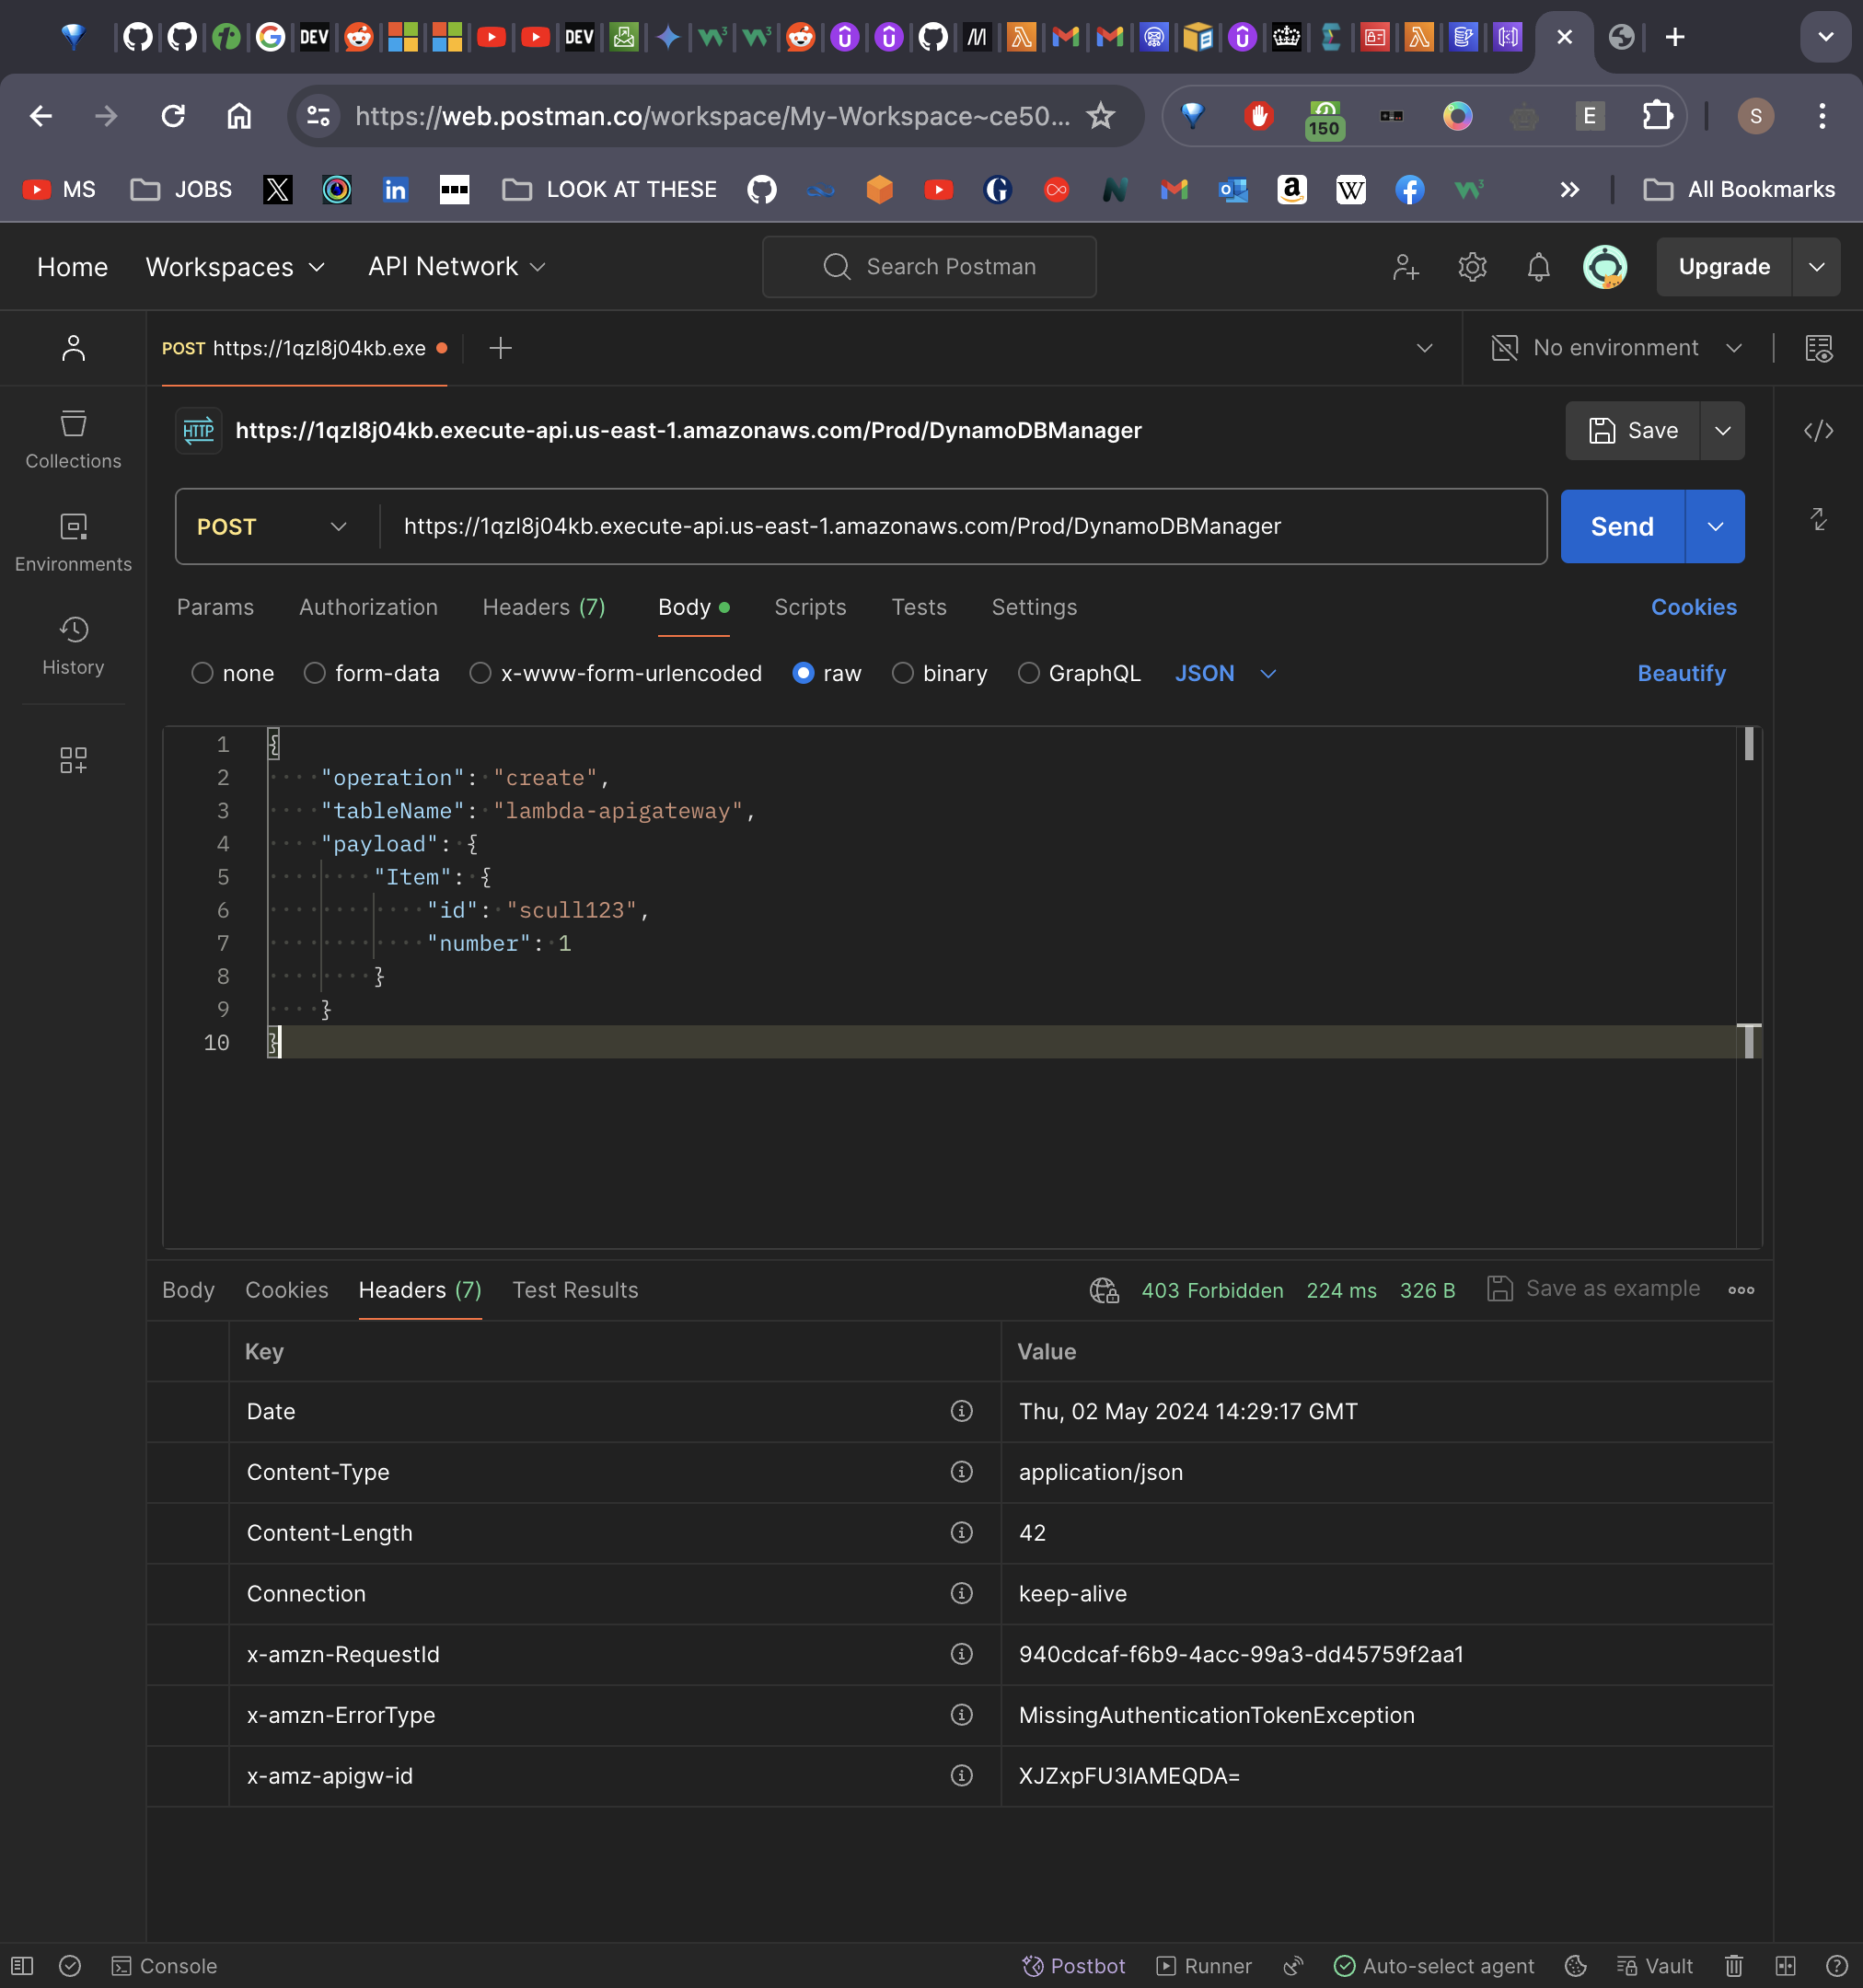 DEV
DEV
https://web.postman.co/workspace/My-Workspace~ce50...
150
E
S
MS
JOBS
LOOK AT THESE
All Bookmarks
Home
Workspaces
API Network
Search Postman
Upgrade
POST https://1qzl8j04kb.exe
No environment
HTTP
https://1qzl8j04kb.execute-api.us-east-1.amazonaws.com/Prod/DynamoDBManager
Save
Collections
POST
https://1qzl8j04kb.execute-api.us-east-1.amazonaws.com/Prod/DynamoDBManager
Send
Environments
Params
Authorization
Headers (7)
Body
Scripts
Tests
Settings
Cookies
History
none
form-data
x-www-form-urlencoded
raw
binary
GraphQL
JSON
Beautify
1 {
2 "operation": "create",
3 "tableName": "lambda-apigateway",
4 "payload": {
5 "Item": {
6 "id": "scull123",
7 "number": 1
8 }
9 }
10 }
Body
Cookies
Headers (7)
Test Results
403 Forbidden
224 ms
326 B
Save as example
Key
Value
Date
Thu, 02 May 2024 14:29:17 GMT
Content-Type
application/json
Content-Length
42
Connection
keep-alive
x-amzn-RequestId
940cdcaf-f6b9-4acc-99a3-dd45759f2aa1
x-amzn-ErrorType
MissingAuthenticationTokenException
x-amz-apigw-id
XJZxpFU3IAMEQDA=
Console
Postbot
Runner
Auto-select agent
Vault